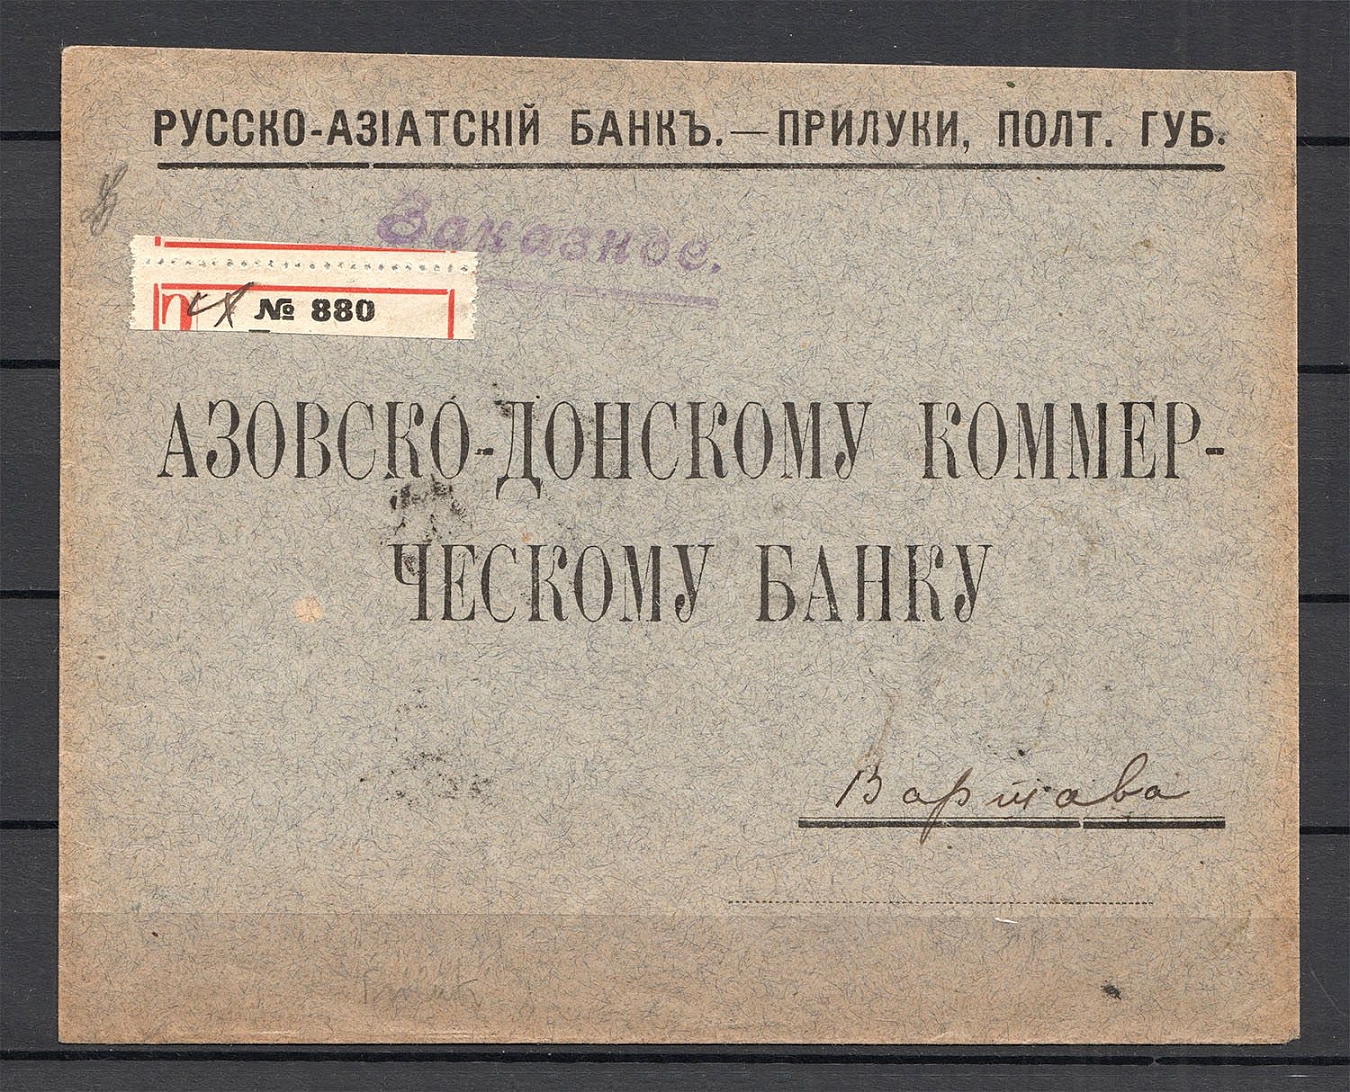 РУССКО-АЗІАТСКІЙ БАНКЪ.—ПРИЛУКИ, ПОЛТ. ГУБ.
Заказное.
№ 880
АЗОВСКО-ДОНСКОМУ КОММЕР-
ЧЕСКОМУ БАНКУ
Варшава